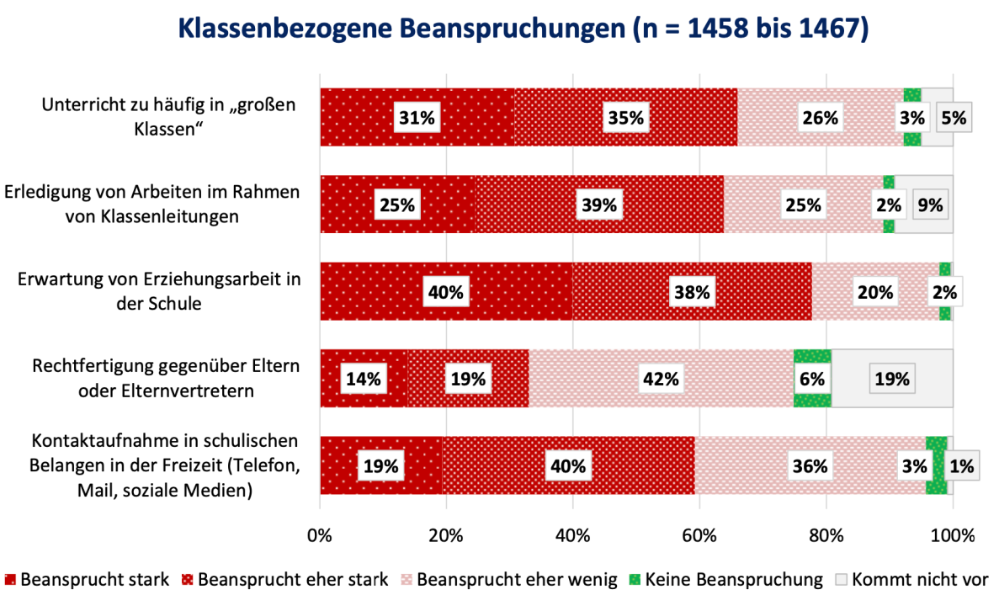 Klassenbezogene Beanspruchungen (n = 1458 bis 1467)
Unterricht zu häufig in „großen
Klassen“
31% 35% 26% 3% 5%
Erledigung von Arbeiten im Rahmen
von Klassenleitungen
25% 39% 25% 2% 9%
Erwartung von Erziehungsarbeit in
der Schule
40% 38% 20% 2%
Rechtfertigung gegenüber Eltern
oder Elternvertretern
14% 19% 42% 6% 19%
Kontaktaufnahme in schulischen
Belangen in der Freizeit (Telefon,
Mail, soziale Medien)
19% 40% 36% 3% 1%
0% 20% 40% 60% 80% 100%
Beansprucht stark Beansprucht eher stark Beansprucht eher wenig Keine Beanspruchung Kommt nicht vor